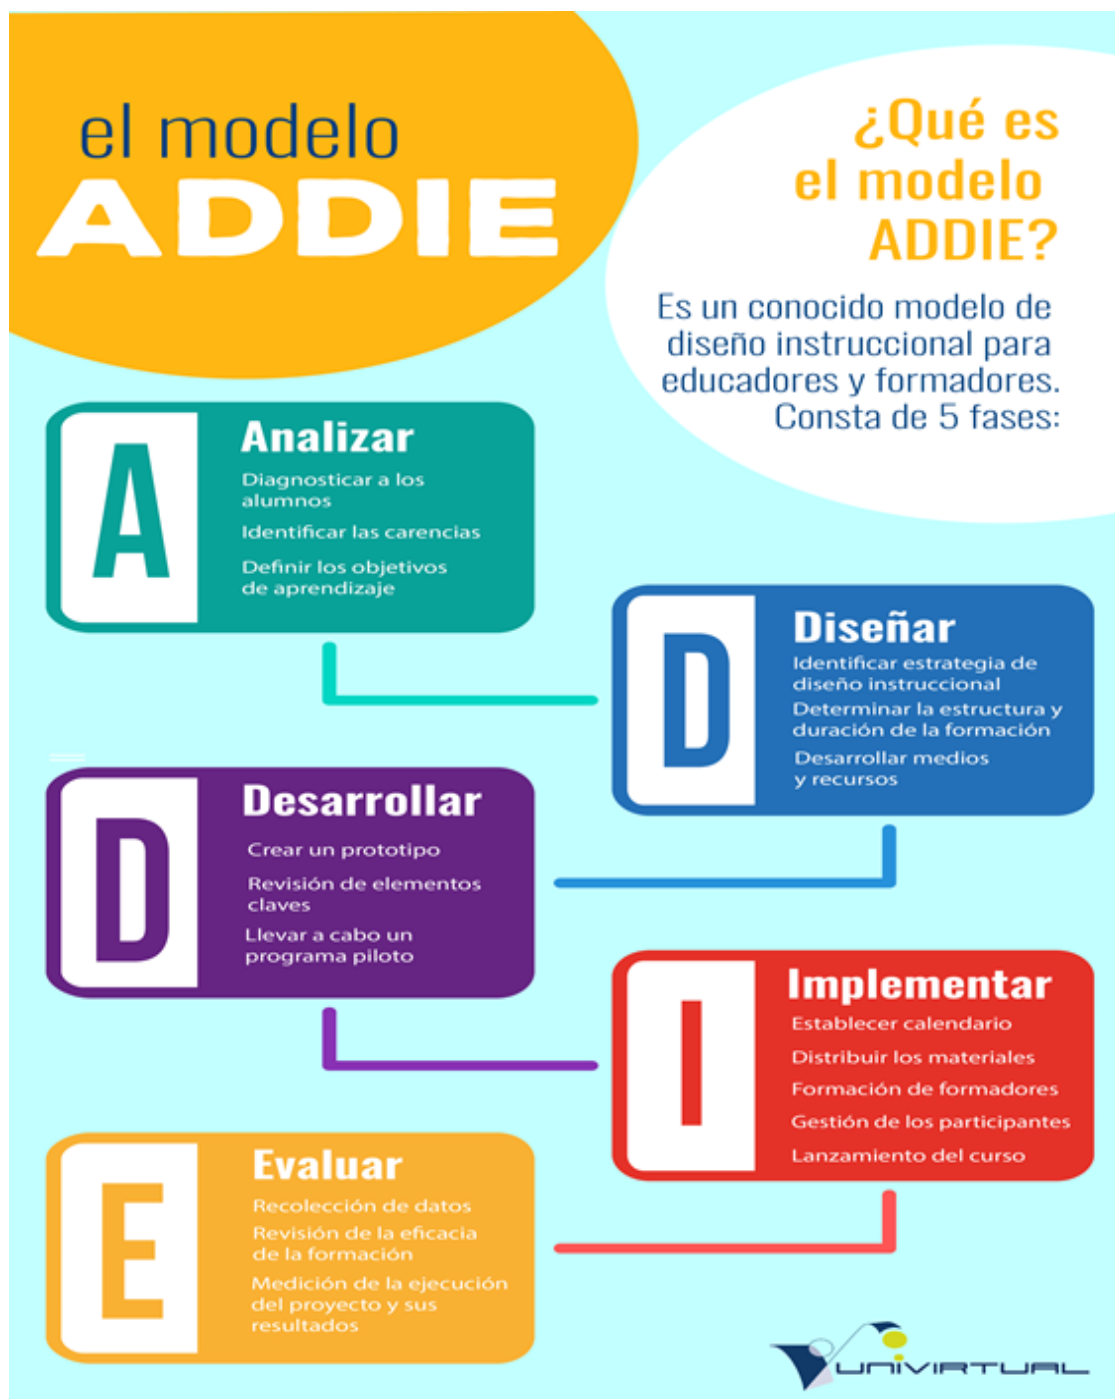 el modelo
ADDIE
¿Qué es
el modelo
ADDIE?
Es un conocido modelo de
diseño instruccional para
educadores y formadores.
Consta de 5 fases:
A
Analizar
Diagnosticar a los
alumnos
Identificar las carencias
Definir los objetivos
de aprendizaje
D
Diseñar
Identificar estrategia de
diseño instruccional
Determinar la estructura y
duración de la formación
Desarrollar medios
y recursos
D
Desarrollar
Crear un prototipo
Revisión de elementos
claves
Llevar a cabo un
programa piloto
I
Implementar
Establecer calendario
Distribuir los materiales
Formación de formadores
Gestión de los participantes
Lanzamiento del curso
E
Evaluar
Recolección de datos
Revisión de la eficacia
de la formación
Medición de la ejecución
del proyecto y sus
resultados
UNIVIRTUAL